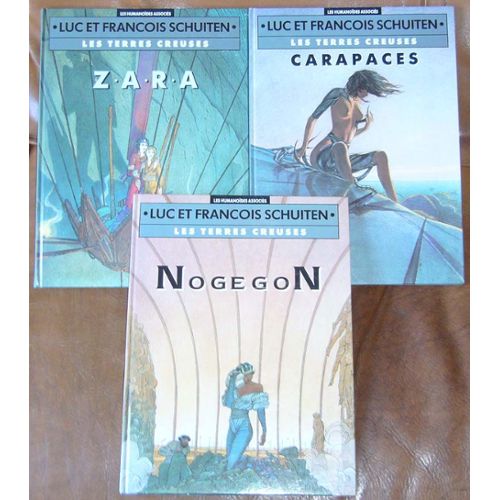 LES HUMANOÏDES ASSOCIÉS
• LUC ET FRANCOIS SCHUITEN •
LES TERRES CREUSES
Z•A•R•A
LES HUMANOÏDES ASSOCIÉS
• LUC ET FRANCOIS SCHUITEN •
LES TERRES CREUSES
CARAPACES
LES HUMANOÏDES ASSOCIÉS
• LUC ET FRANCOIS SCHUITEN •
LES TERRES CREUSES
NOGEGON